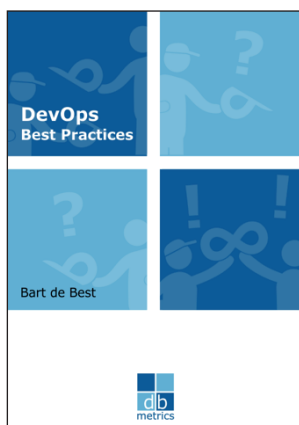 DevOps
Best Practices
?
?
! !
Bart de Best
db
metrics